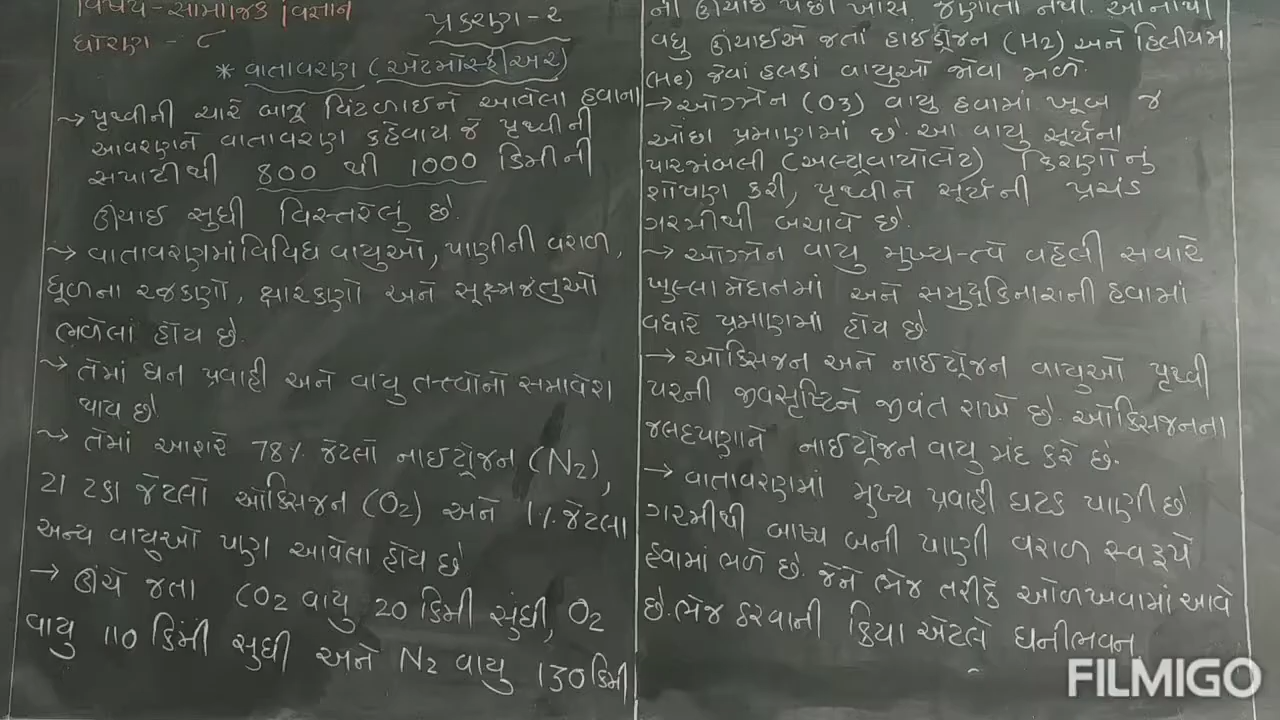 વિષય - સામાજિક વિજ્ઞાન
ધોરણ - ૮
પ્રકરણ - ૨
* વાતાવરણ (એટમોસ્ફીઅર)
→ પૃથ્વીની ચારે બાજુ વિંટળાઈને આવેલા હવાના
આવરણને વાતાવરણ કહેવાય જે પૃથ્વીની
સપાટીથી 800 થી 1000 કિમીની
ઊંચાઈ સુધી વિસ્તરેલું છે.
→ વાતાવરણમાં વિવિધ વાયુઓ, પાણીની વરાળ,
ધૂળના રજકણો, ક્ષારકણો અને સૂક્ષ્મજંતુઓ
ભળેલાં હોય છે.
→ તેમાં ઘન પ્રવાહી અને વાયુ તત્ત્વોનો સમાવેશ
થાય છે
→ તેમાં આશરે 78% જેટલો નાઈટ્રોજન (N2),
21 ટકા જેટલો ઓક્સિજન (O2) અને 1% જેટલા
અન્ય વાયુઓ પણ આવેલા હોય છે
→ ઊંચે જતા CO2 વાયુ 20 કિમી સુધી, O2
વાયુ 110 કિમી સુધી અને N2 વાયુ 130 કિમી
ની ઊંચાઈ પછી ખાસ જણાતા નથી. આનાથી
વધુ ઊંચાઈએ જતાં હાઈડ્રોજન (H2) અને હિલીયમ
(He) જેવાં હલકાં વાયુઓ જોવા મળે.
→ ઓઝોન (O3) વાયુ હવામાં ખૂબ જ
ઓછા પ્રમાણમાં છે. આ વાયુ સૂર્યના
પારજાંબલી (અલ્ટ્રાવાયોલેટ) કિરણોનું
શોષણ કરી, પૃથ્વીને સૂર્યની પ્રચંડ
ગરમીથી બચાવે છે.
→ ઓઝોન વાયુ મુખ્યત્વે વહેલી સવારે
ખુલ્લા મેદાનમાં અને સમુદ્રકિનારાની હવામાં
વધારે પ્રમાણમાં હોય છે
→ ઓક્સિજન અને નાઈટ્રોજન વાયુઓ પૃથ્વી
પરની જીવસૃષ્ટિને જીવંત રાખે છે. ઓક્સિજનના
જલદપણાને નાઈટ્રોજન વાયુ મંદ કરે છે.
→ વાતાવરણમાં મુખ્ય પ્રવાહી ઘટક પાણી છે
ગરમીથી બાષ્પ બની પાણી વરાળ સ્વરૂપે
હવામાં ભળે છે. જેને ભેજ તરીકે ઓળખવામાં આવે
છે. ભેજ ઠરવાની ક્રિયા એટલે ઘનીભવન
FILMIGO